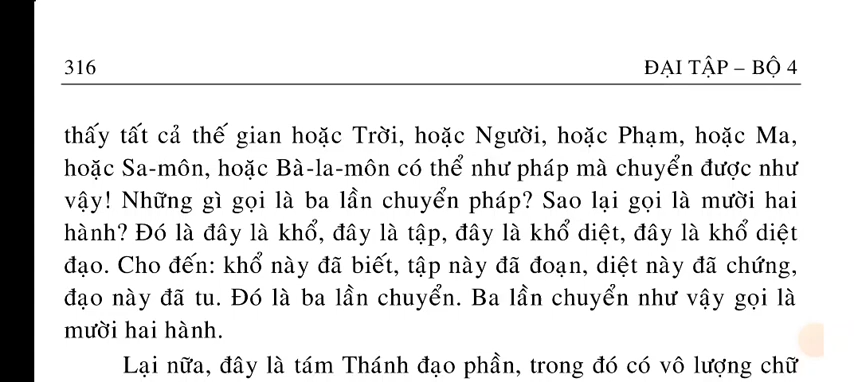 316 ĐẠI TẬP – BỘ 4
thấy tất cả thế gian hoặc Trời, hoặc Người, hoặc Phạm, hoặc Ma,
hoặc Sa-môn, hoặc Bà-la-môn có thể như pháp mà chuyển được như
vậy! Những gì gọi là ba lần chuyển pháp? Sao lại gọi là mười hai
hành? Đó là đây là khổ, đây là tập, đây là khổ diệt, đây là khổ diệt
đạo. Cho đến: khổ này đã biết, tập này đã đoạn, diệt này đã chứng,
đạo này đã tu. Đó là ba lần chuyển. Ba lần chuyển như vậy gọi là
mười hai hành.
Lại nữa, đây là tám Thánh đạo phần, trong đó có vô lượng chữ